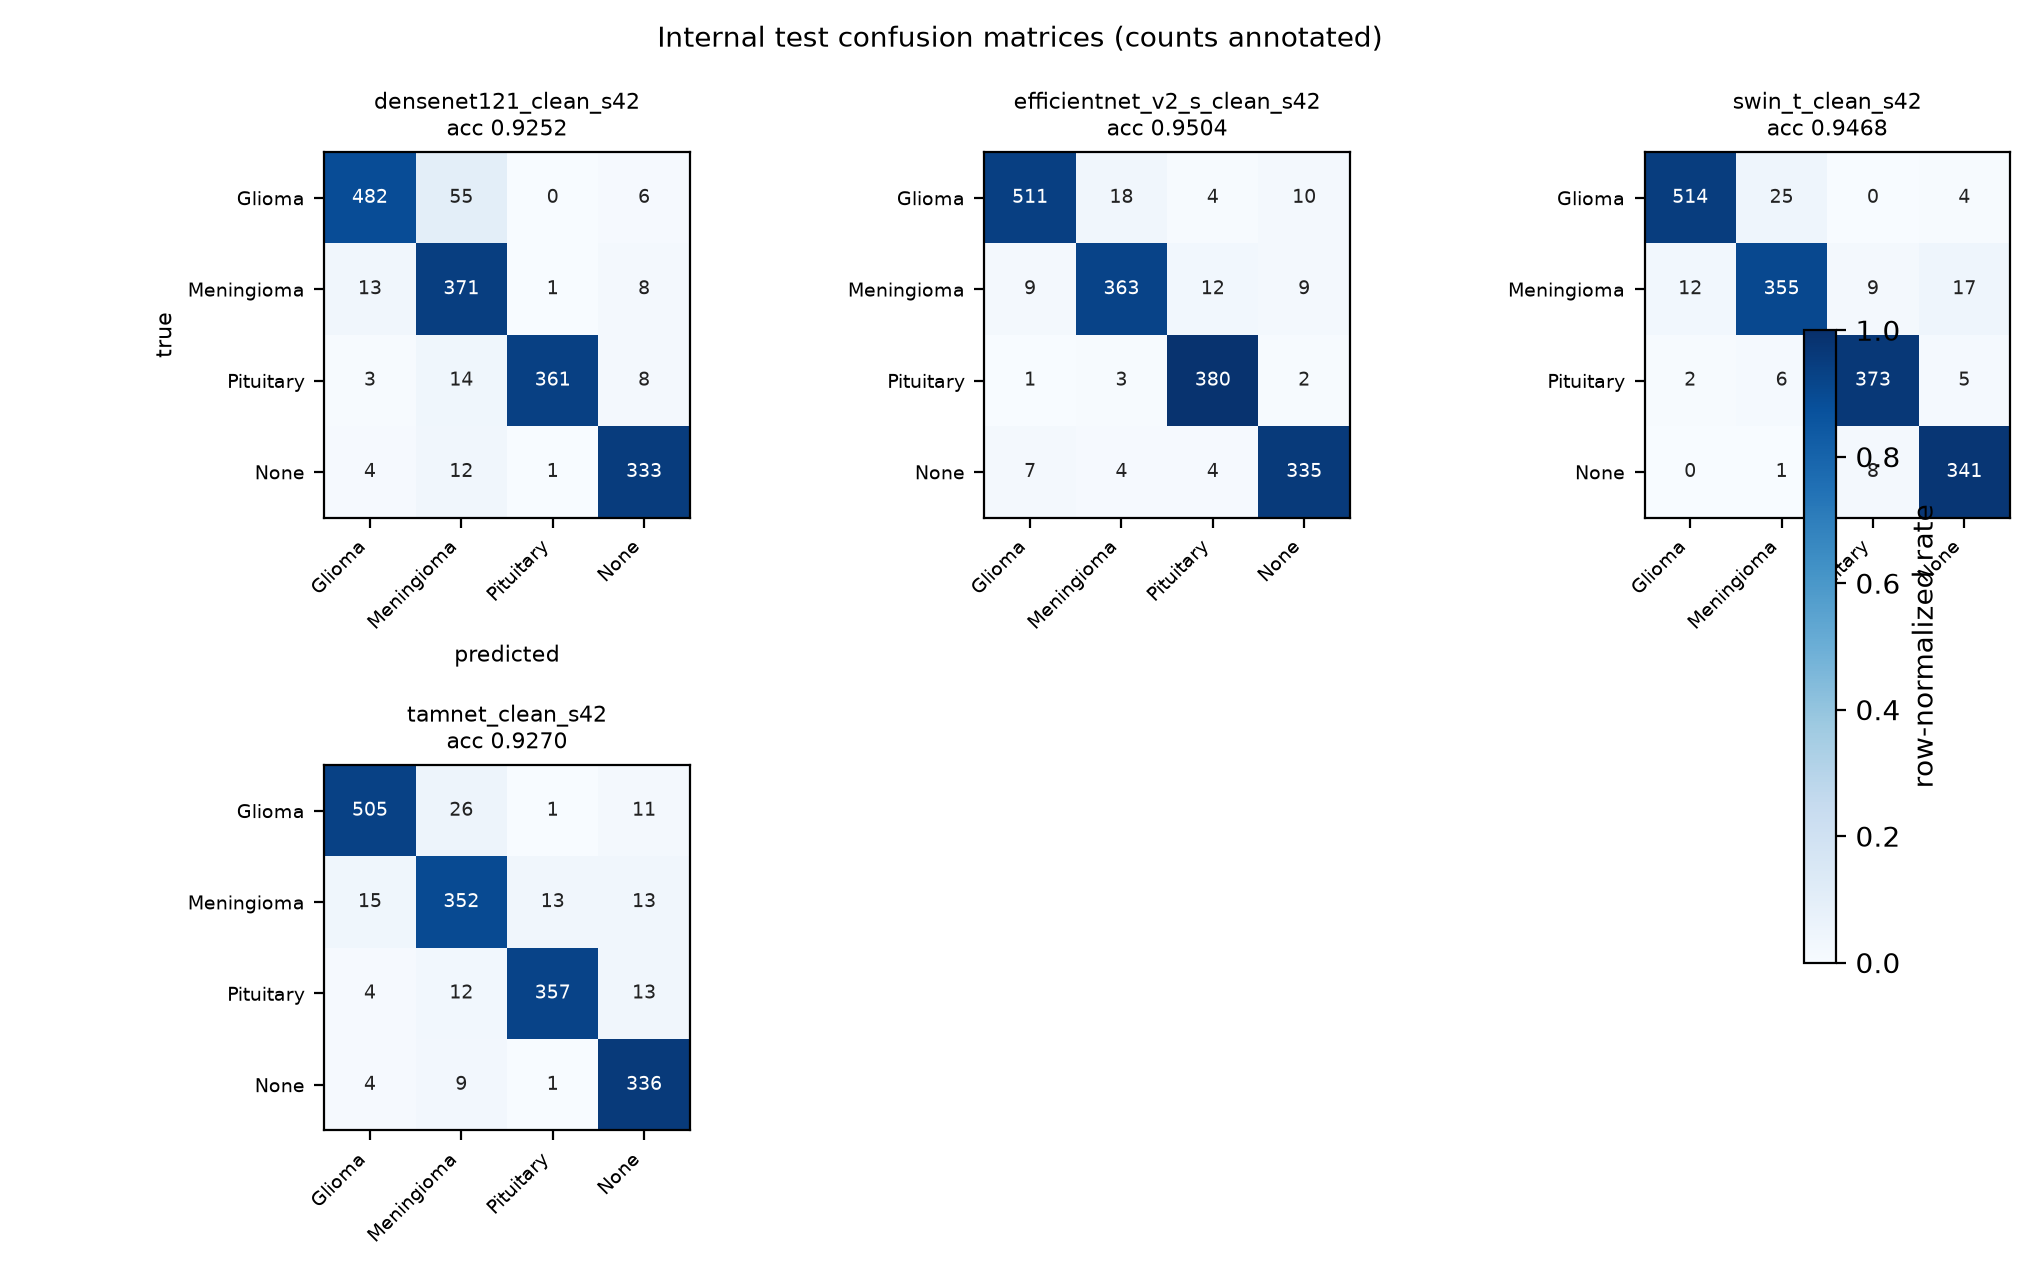 Internal test confusion matrices (counts annotated)
densenet121_clean_s42
acc 0.9252
true
Glioma 482 55 0 6
Meningioma 13 371 1 8
Pituitary 3 14 361 8
None 4 12 1 333
Glioma Meningioma Pituitary None
predicted
efficientnet_v2_s_clean_s42
acc 0.9504
Glioma 511 18 4 10
Meningioma 9 363 12 9
Pituitary 1 3 380 2
None 7 4 4 335
Glioma Meningioma Pituitary None
swin_t_clean_s42
acc 0.9468
Glioma 514 25 0 4
Meningioma 12 355 9 17
Pituitary 2 6 373 5
None 0 1 8 341
Glioma Meningioma None
tamnet_clean_s42
acc 0.9270
Glioma 505 26 1 11
Meningioma 15 352 13 13
Pituitary 4 12 357 13
None 4 9 1 336
Glioma Meningioma Pituitary None
1.0
0.8
0.6
0.4
0.2
0.0
row-normalized rate